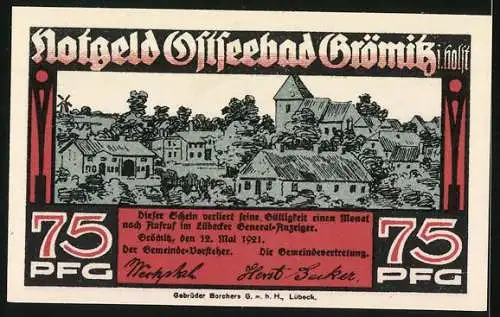 Notgeld Ostseebad Grömitz i. Holst
Dieser Schein verliert seine Gültigkeit einen Monat
nach Aufruf im Lübecker General-Anzeiger.
Grömitz, den 12. Mai 1921.
Der Gemeinde-Vorsteher. Die Gemeindevertretung.
75 PFG
75 PFG
Gebrüder Borchers G. m. b. H., Lübeck.